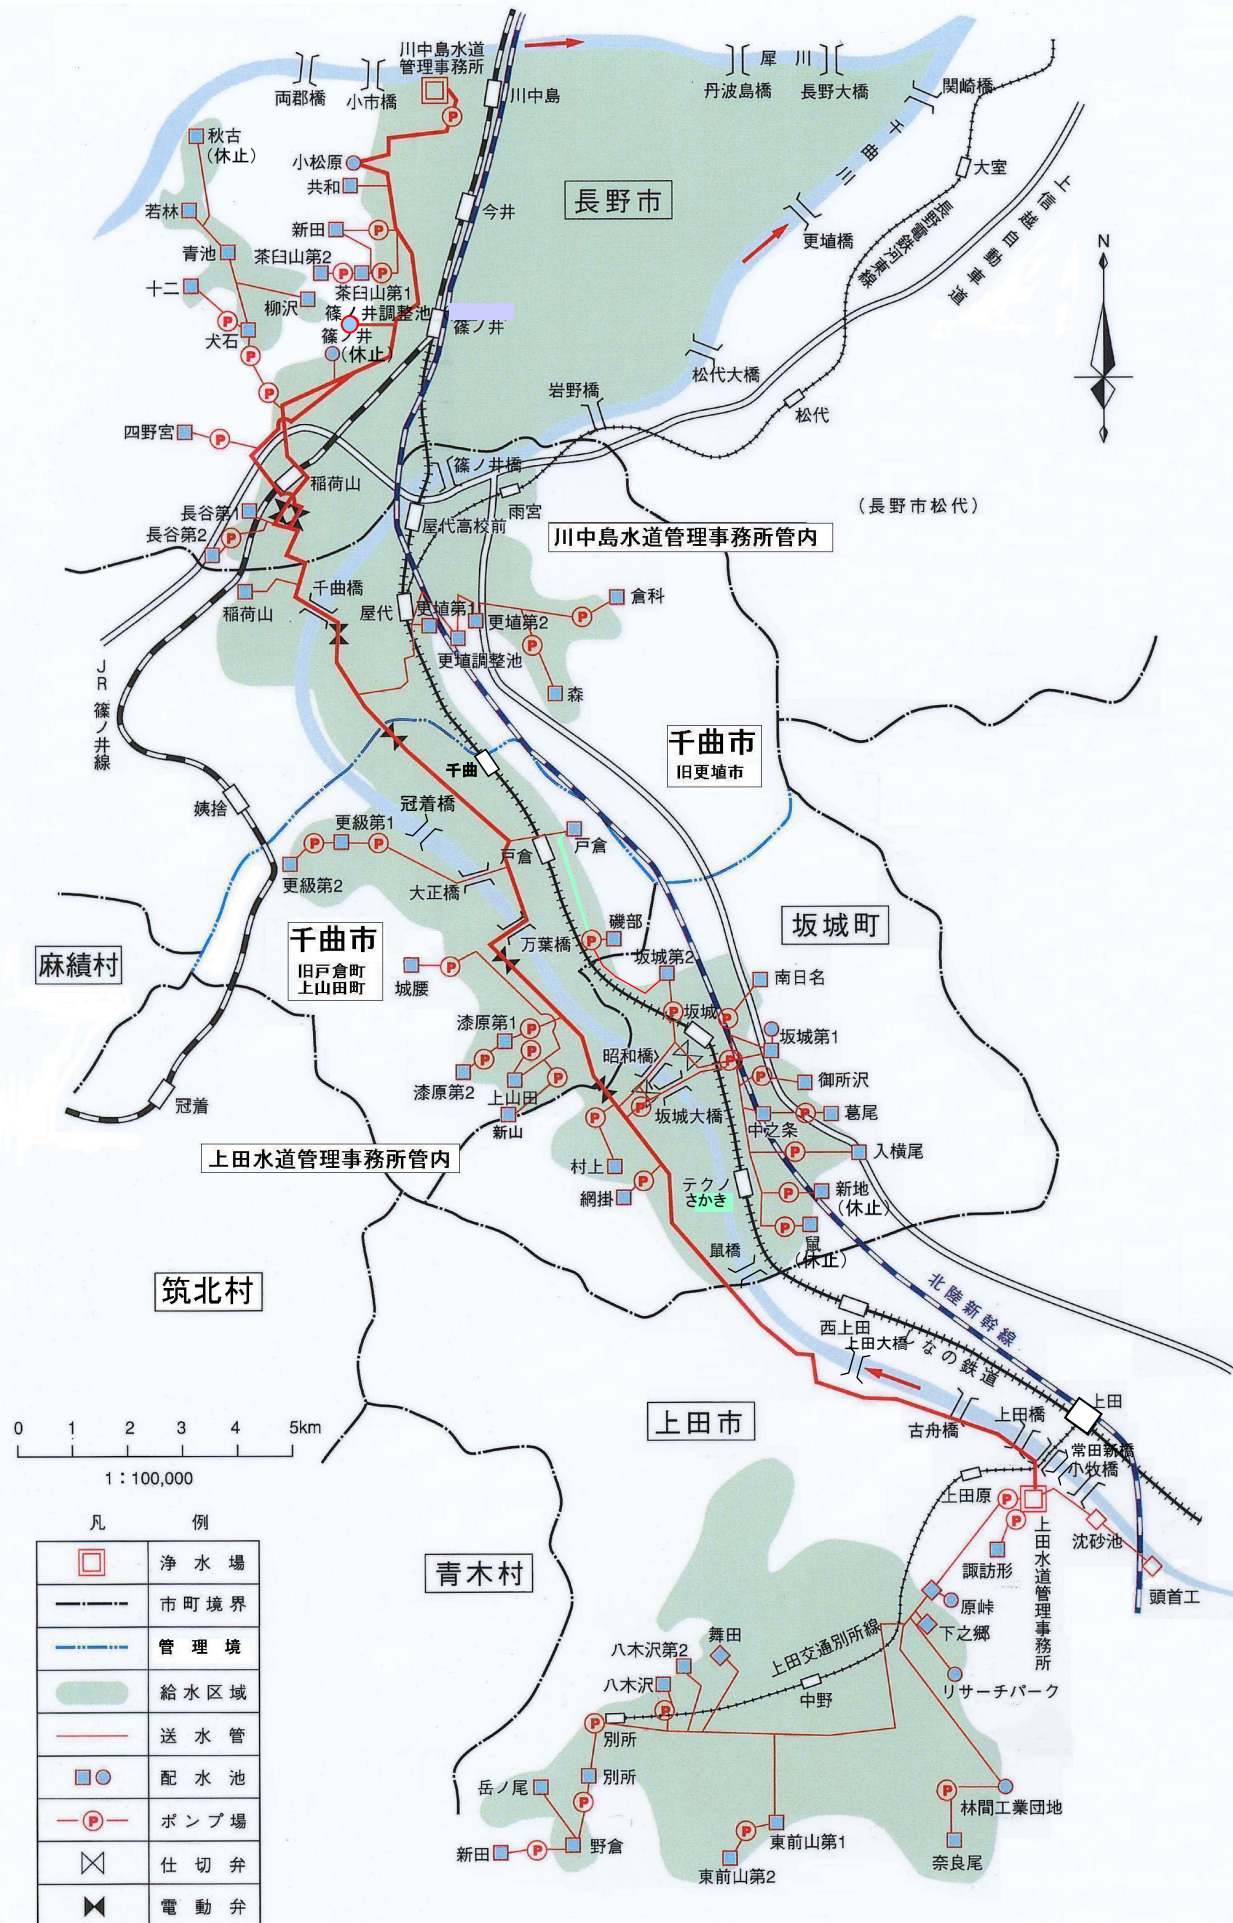 川中島水道
管理事務所
両郡橋
小市橋
川中島
丹波島橋
犀川
長野大橋
関崎橋
千曲川
大室
秋古
(休止)
小松原
共和
今井
長野市
若林
新田
青池
茶臼山第2
更埴橋
長野電鉄河東線
上信越自動車道
N
十二
柳沢
茶臼山第1
篠ノ井調整池
篠ノ井
犬石
篠ノ井
(休止)
松代大橋
岩野橋
松代
四野宮
篠ノ井橋
稲荷山
雨宮
(長野市松代)
長谷第1
長谷第2
屋代高校前
川中島水道管理事務所管内
稲荷山
千曲橋
屋代
更埴第1
更埴第2
倉科
更埴調整池
森
JR篠ノ井線
千曲市
旧更埴市
千曲
姨捨
冠着橋
更級第1
戸倉
戸倉
更級第2
大正橋
千曲市
旧戸倉町
上山田町
万葉橋
磯部
坂城町
麻績村
坂城第2
城腰
南日名
漆原第1
坂城
坂城第1
昭和橋
漆原第2
上山田
御所沢
冠着
新山
坂城大橋
中之条
葛尾
上田水道管理事務所管内
村上
入横尾
網掛
テクノ
さかき
新地
(休止)
鼠橋
鼠
(休止)
筑北村
北陸新幹線
西上田
上田大橋
しなの鉄道
上田市
古舟橋
上田橋
上田
常田新橋
小牧橋
0 1 2 3 4 5km
1：100,000
上田原
沈砂池
諏訪形
上田水道管理事務所
頭首工
青木村
原峠
下之郷
リサーチパーク
舞田
八木沢第2
八木沢
上田交通別所線
中野
別所
別所
岳ノ尾
野倉
新田
東前山第1
東前山第2
林間工業団地
奈良尾
凡例
浄水場
市町境界
管理境
給水区域
送水管
配水池
P ポンプ場
仕切弁
電動弁